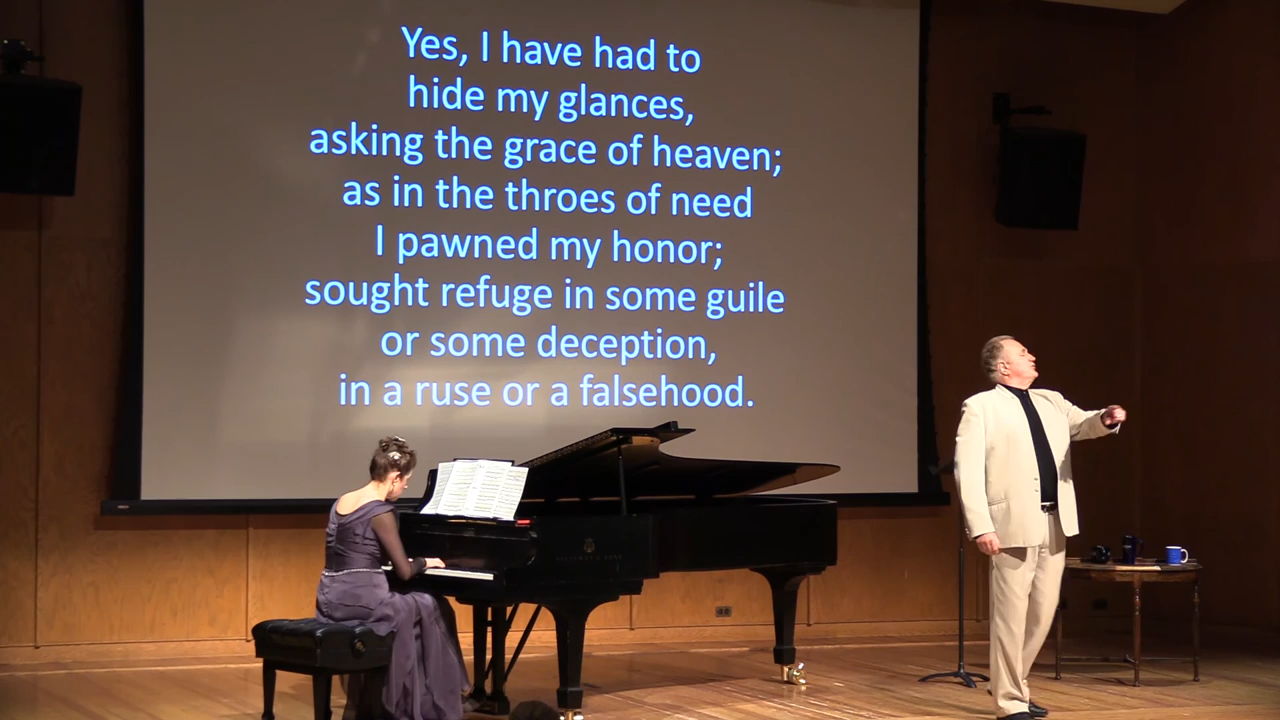 Yes, I have had to
hide my glances,
asking the grace of heaven;
as in the throes of need
I pawned my honor;
sought refuge in some guile
or some deception,
in a ruse or a falsehood.